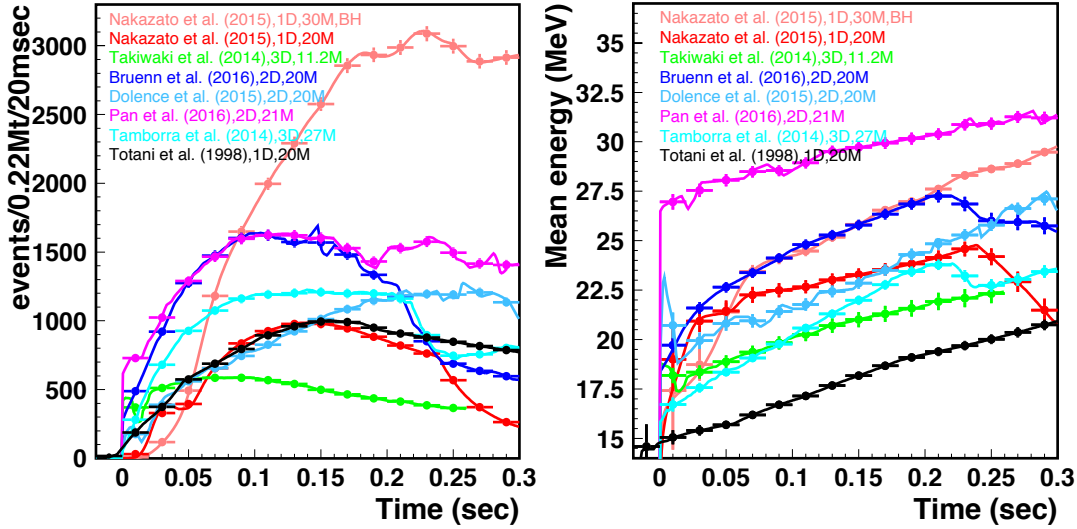 Nakazato et al. (2015),1D,30M,BH
Nakazato et al. (2015),1D,20M
Takiwaki et al. (2014),3D,11.2M
Bruenn et al. (2016),2D,20M
Dolence et al. (2015),2D,20M
Pan et al. (2016),2D,21M
Tamborra et al. (2014),3D,27M
Totani et al. (1998),1D,20M
events/0.22Mt/20msec
3000
2500
2000
1500
1000
500
0
0 0.05 0.1 0.15 0.2 0.25 0.3
Time (sec)
Nakazato et al. (2015),1D,30M,BH
Nakazato et al. (2015),1D,20M
Takiwaki et al. (2014),3D,11.2M
Bruenn et al. (2016),2D,20M
Dolence et al. (2015),2D,20M
Pan et al. (2016),2D,21M
Tamborra et al. (2014),3D,27M
Totani et al. (1998),1D,20M
Mean energy (MeV)
35
32.5
30
27.5
25
22.5
20
17.5
15
0 0.05 0.1 0.15 0.2 0.25 0.3
Time (sec)